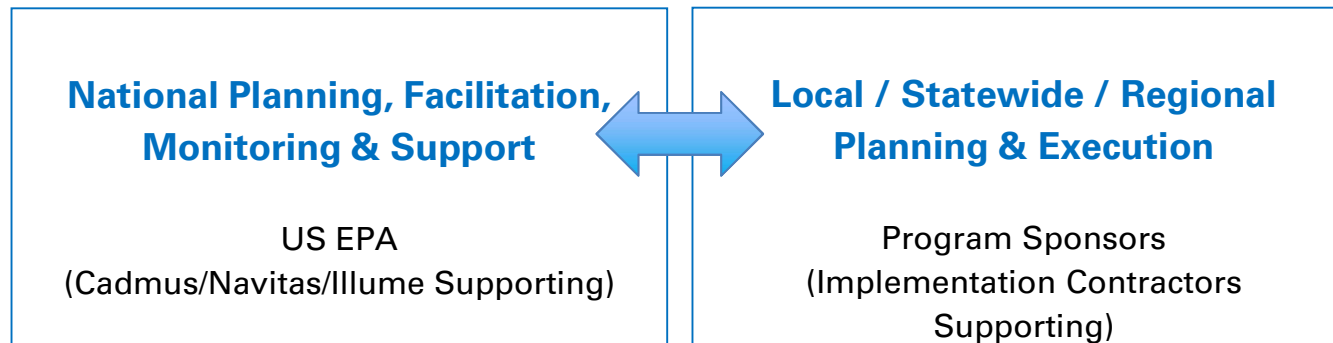 National Planning, Facilitation,
Monitoring & Support
US EPA
(Cadmus/Navitas/Illume Supporting)
Local / Statewide / Regional
Planning & Execution
Program Sponsors
(Implementation Contractors
Supporting)